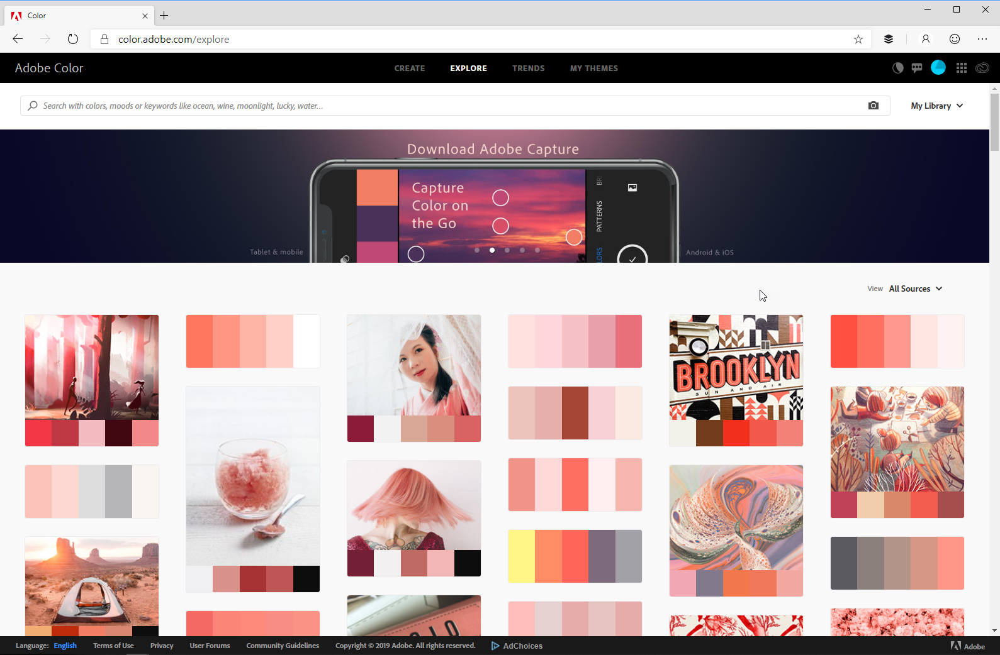 Color
color.adobe.com/explore
Adobe Color
CREATE
EXPLORE
TRENDS
MY THEMES
Search with colors, moods or keywords like ocean, wine, moonlight, lucky, water...
My Library
Download Adobe Capture
Capture
Color on
the Go
BRU
PATTERNS
LORS
Tablet & mobile
Android & iOS
View All Sources
BROOKLYN
SUN AND AIR
OLO
Language: English
Terms of Use
Privacy
User Forums
Community Guidelines
Copyright © 2019 Adobe. All rights reserved.
AdChoices
Adobe